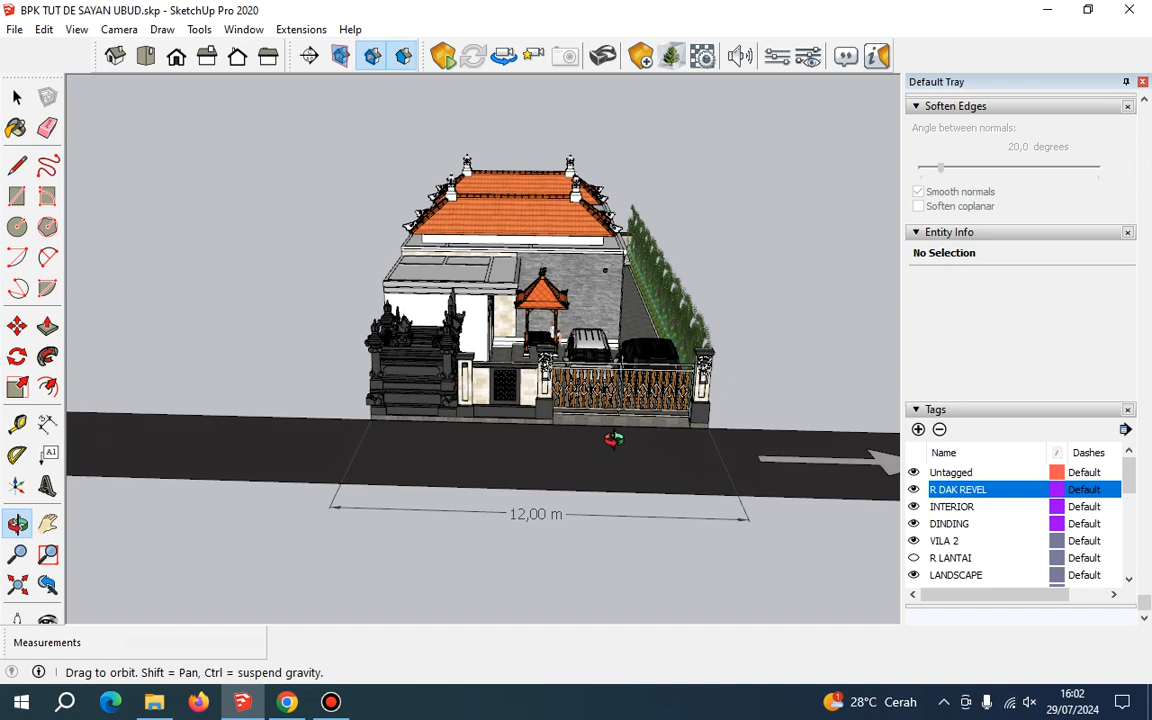 BPK TUT DE SAYAN UBUD.skp - SketchUp Pro 2020
File Edit View Camera Draw Tools Window Extensions Help
Default Tray
Soften Edges
Angle between normals:
20,0 degrees
Smooth normals
Soften coplanar
Entity Info
No Selection
A1
12,00 m
Tags
Name Dashes
Untagged Default
R DAK REVEL Default
INTERIOR Default
DINDING Default
VILA 2 Default
R LANTAI Default
LANDSCAPE Default
Measurements
Drag to orbit. Shift = Pan, Ctrl = suspend gravity.
1
28°C Cerah
16:02
29/07/2024